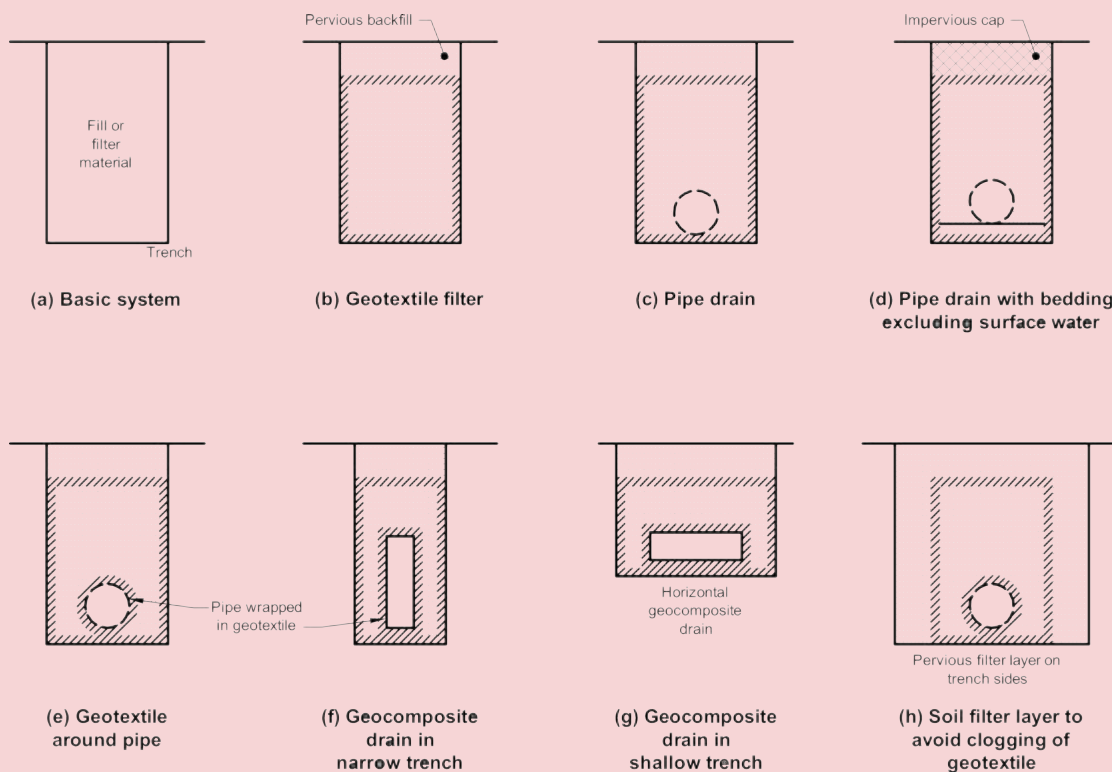 Pervious backfill
Impervious cap
Fill or
filter
material
Trench
(a) Basic system
(b) Geotextile filter
(c) Pipe drain
(d) Pipe drain with bedding
excluding surface water
Pipe wrapped
in geotextile
Horizontal
geocomposite
drain
Pervious filter layer on
trench sides
(e) Geotextile
around pipe
(f) Geocomposite
drain in
narrow trench
(g) Geocomposite
drain in
shallow trench
(h) Soil filter layer to
avoid clogging of
geotextile